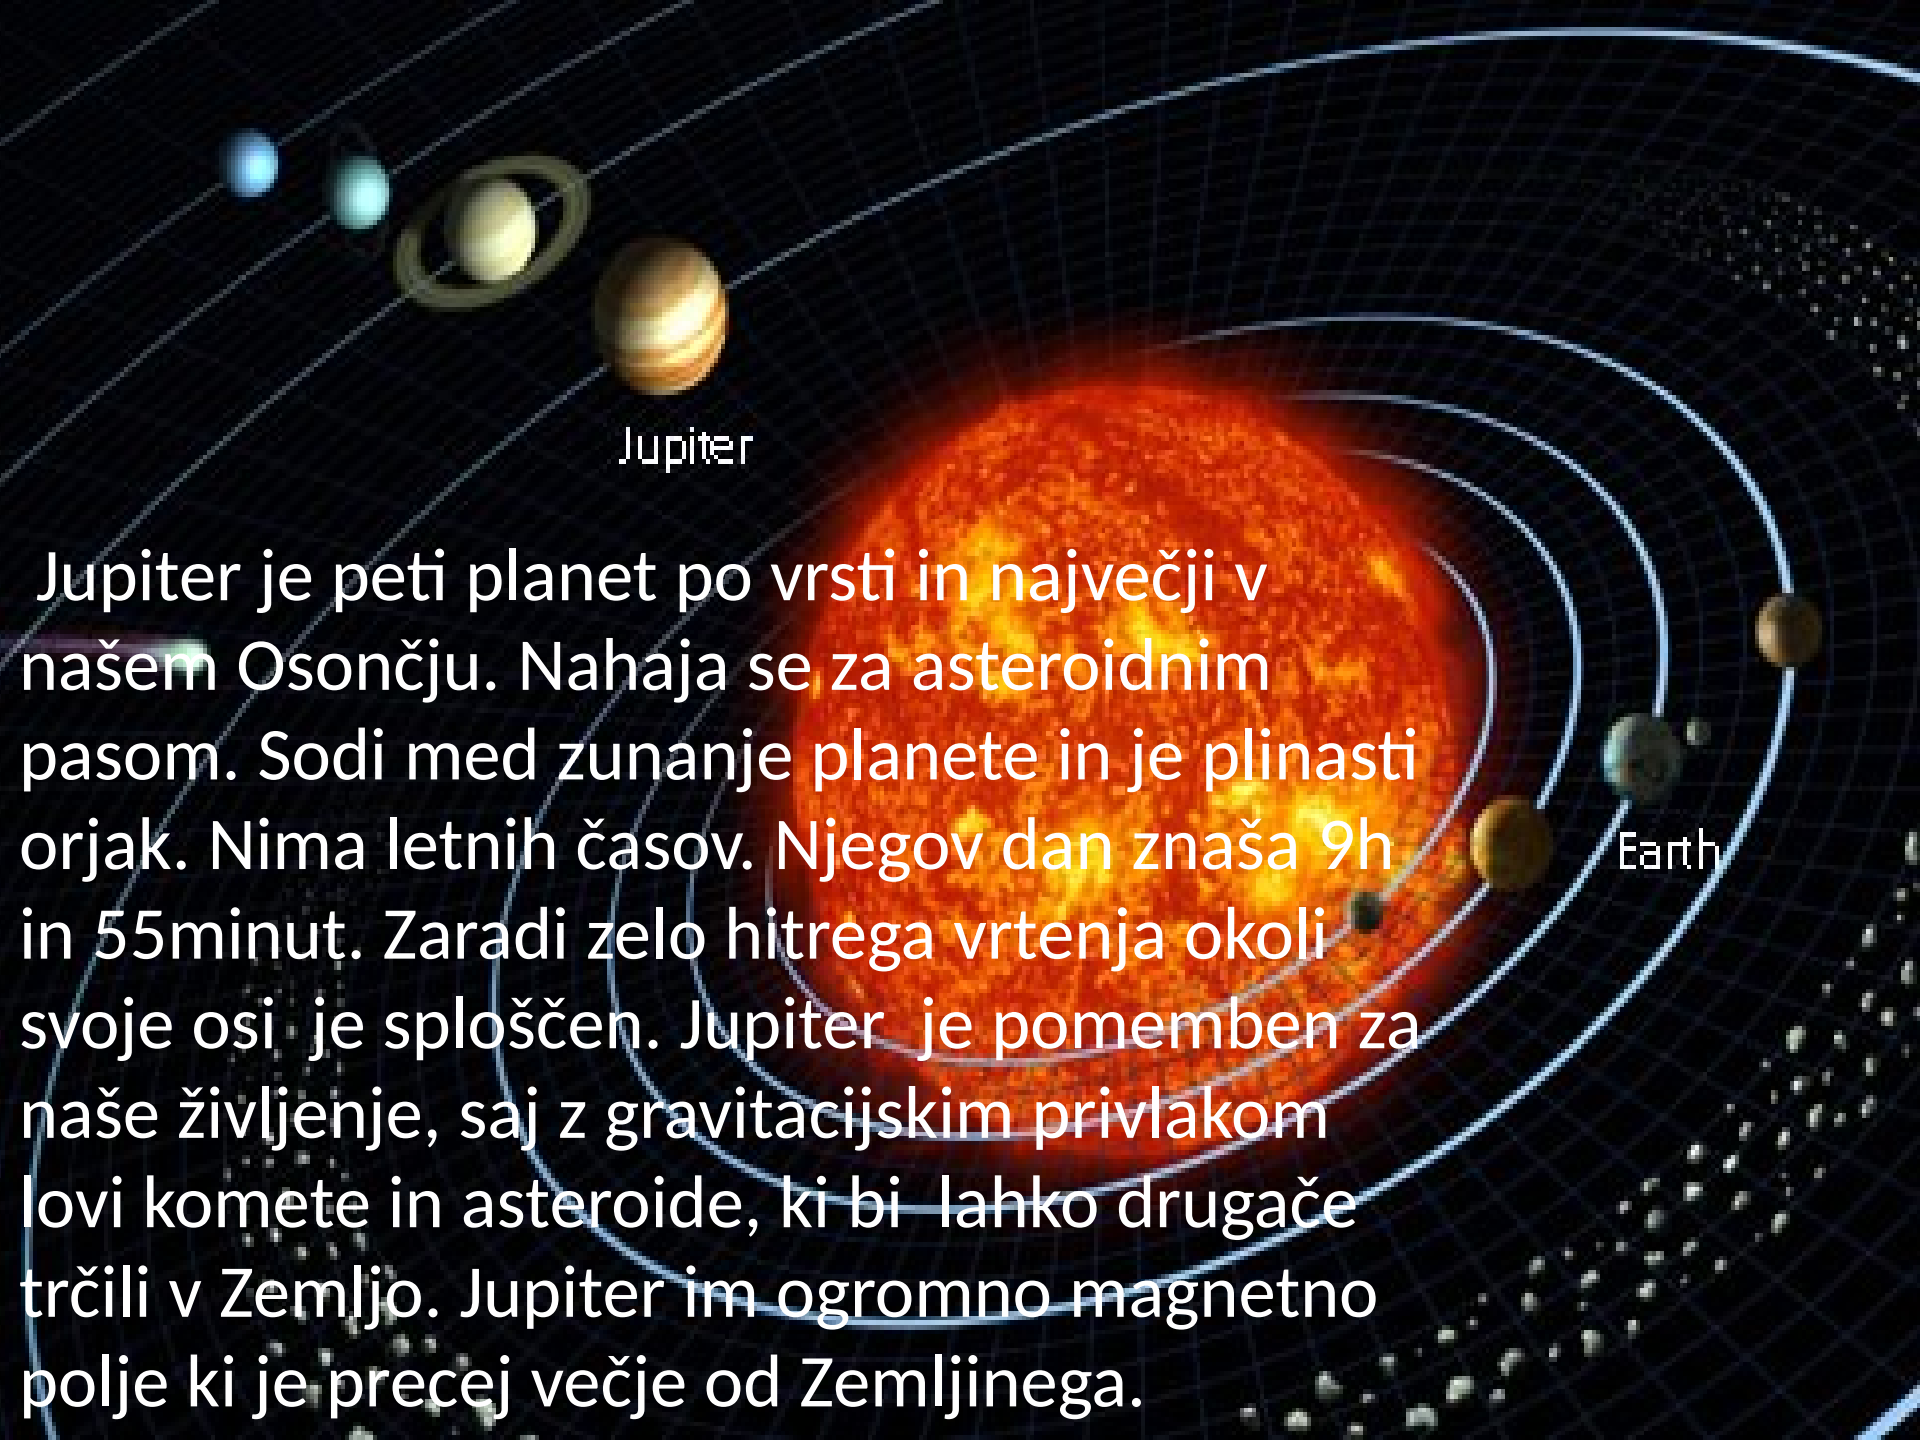 Jupiter
Jupiter je peti planet po vrsti in največji v
našem Osončju. Nahaja se za asteroidnim
pasom. Sodi med zunanje planete in je plinasti
orjak. Nima letnih časov. Njegov dan znaša 9h
Earth
in 55minut. Zaradi zelo hitrega vrtenja okoli
svoje osi  je sploščen. Jupiter  je pomemben za
naše življenje, saj z gravitacijskim privlakom
lovi komete in asteroide, ki bi  lahko drugače
trčili v Zemljo. Jupiter im ogromno magnetno
polje ki je precej večje od Zemljinega.